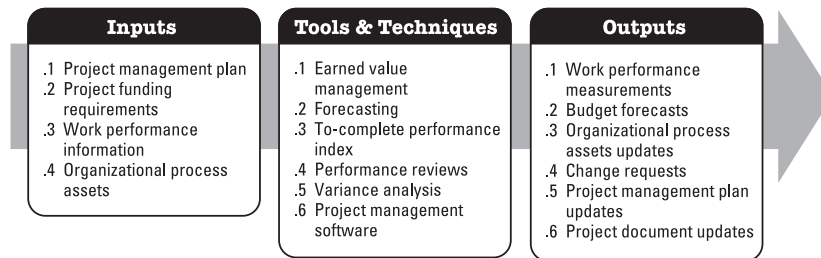 Inputs
.1 Project management plan
.2 Project funding
requirements
.3 Work performance
information
.4 Organizational process
assets
Tools & Techniques
.1 Earned value
management
.2 Forecasting
.3 To-complete performance
index
.4 Performance reviews
.5 Variance analysis
.6 Project management
software
Outputs
.1 Work performance
measurements
.2 Budget forecasts
.3 Organizational process
assets updates
.4 Change requests
.5 Project management plan
updates
.6 Project document updates